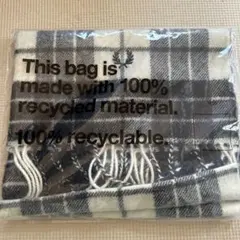 This bag is
made with 100%
recycled material.
100% recyclable.